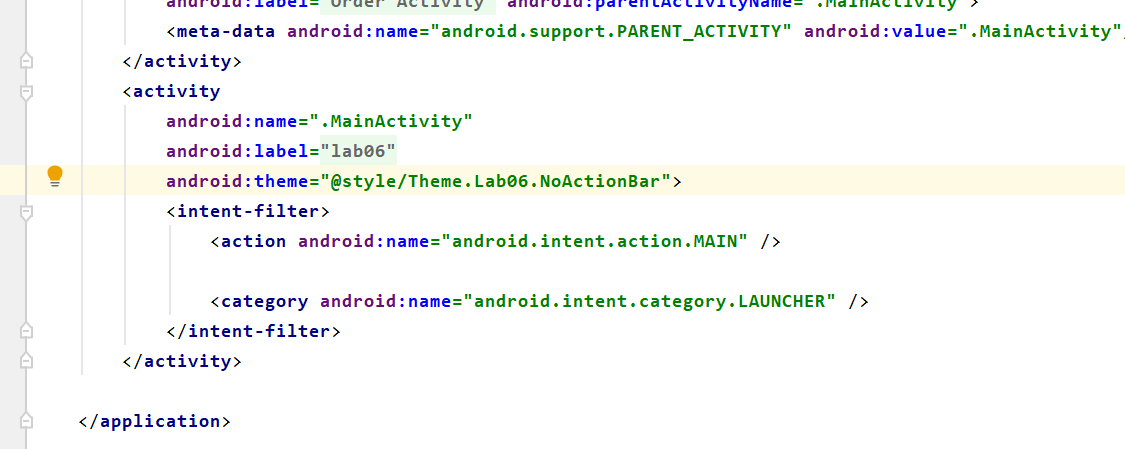 android:label="Order Activity" android:parentActivityName=".MainActivity">
<meta-data android:name="android.support.PARENT_ACTIVITY" android:value=".MainActivity"/
</activity>
<activity
android:name=".MainActivity"
android:label="lab06"
android:theme="@style/Theme.Lab06.NoActionBar">
<intent-filter>
<action android:name="android.intent.action.MAIN" />
<category android:name="android.intent.category.LAUNCHER" />
</intent-filter>
</activity>
</application>